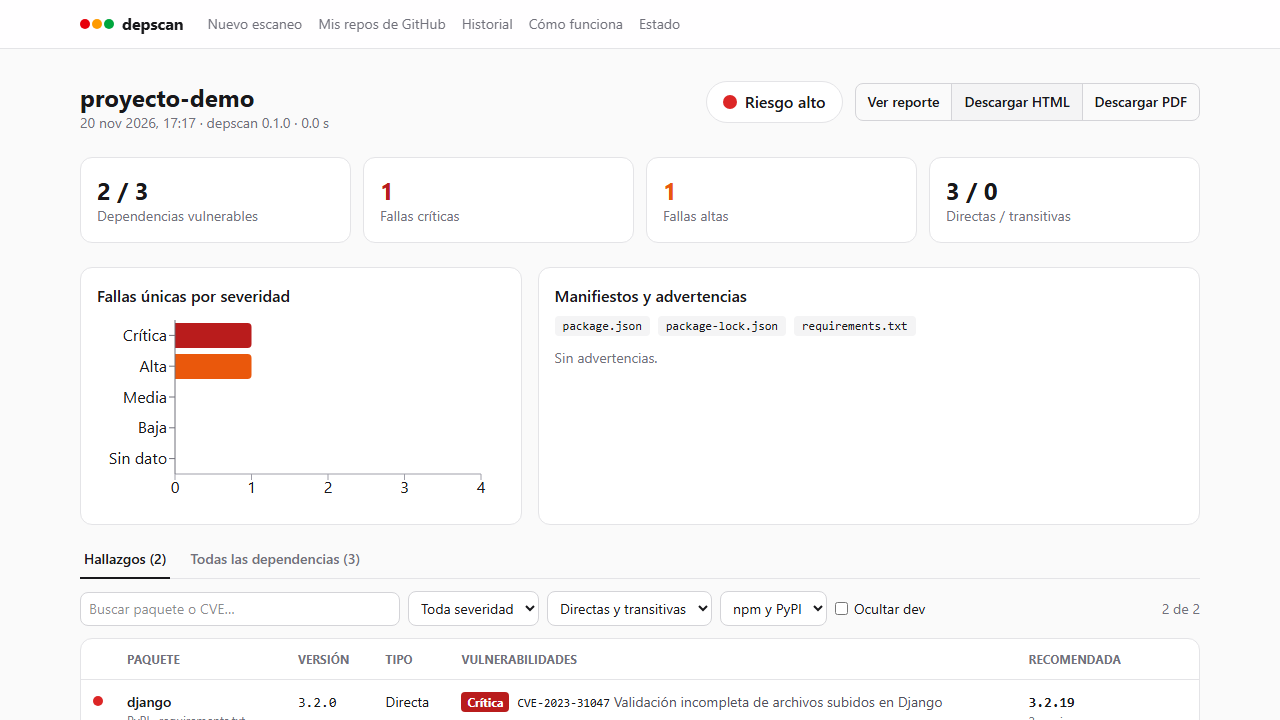 depscan Nuevo escaneo Mis repos de GitHub Historial Cómo funciona Estado
proyecto-demo
20 nov 2026, 17:17 · depscan 0.1.0 · 0.0 s
Riesgo alto
Ver reporte Descargar HTML Descargar PDF
2 / 3
Dependencias vulnerables
1
Fallas críticas
1
Fallas altas
3 / 0
Directas / transitivas
Fallas únicas por severidad
Crítica
Alta
Media
Baja
Sin dato
0 1 2 3 4
Manifiestos y advertencias
package.json package-lock.json requirements.txt
Sin advertencias.
Hallazgos (2) Todas las dependencias (3)
Buscar paquete o CVE... Toda severidad Directas y transitivas npm y PyPI Ocultar dev 2 de 2
PAQUETE VERSIÓN TIPO VULNERABILIDADES RECOMENDADA
django 3.2.0 Directa Crítica CVE-2023-31047 Validación incompleta de archivos subidos en Django 3.2.19